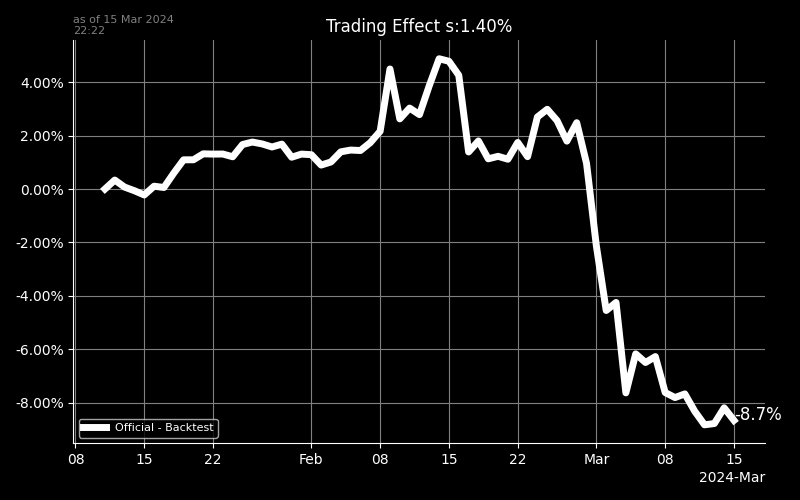 as of 15 Mar 2024
22:22
Trading Effect s:1.40%
4.00%
2.00%
0.00%
-2.00%
-4.00%
-6.00%
-8.00%
-8.7%
Official - Backtest
08 15 22 Feb 08 15 22 Mar 08 15
2024-Mar